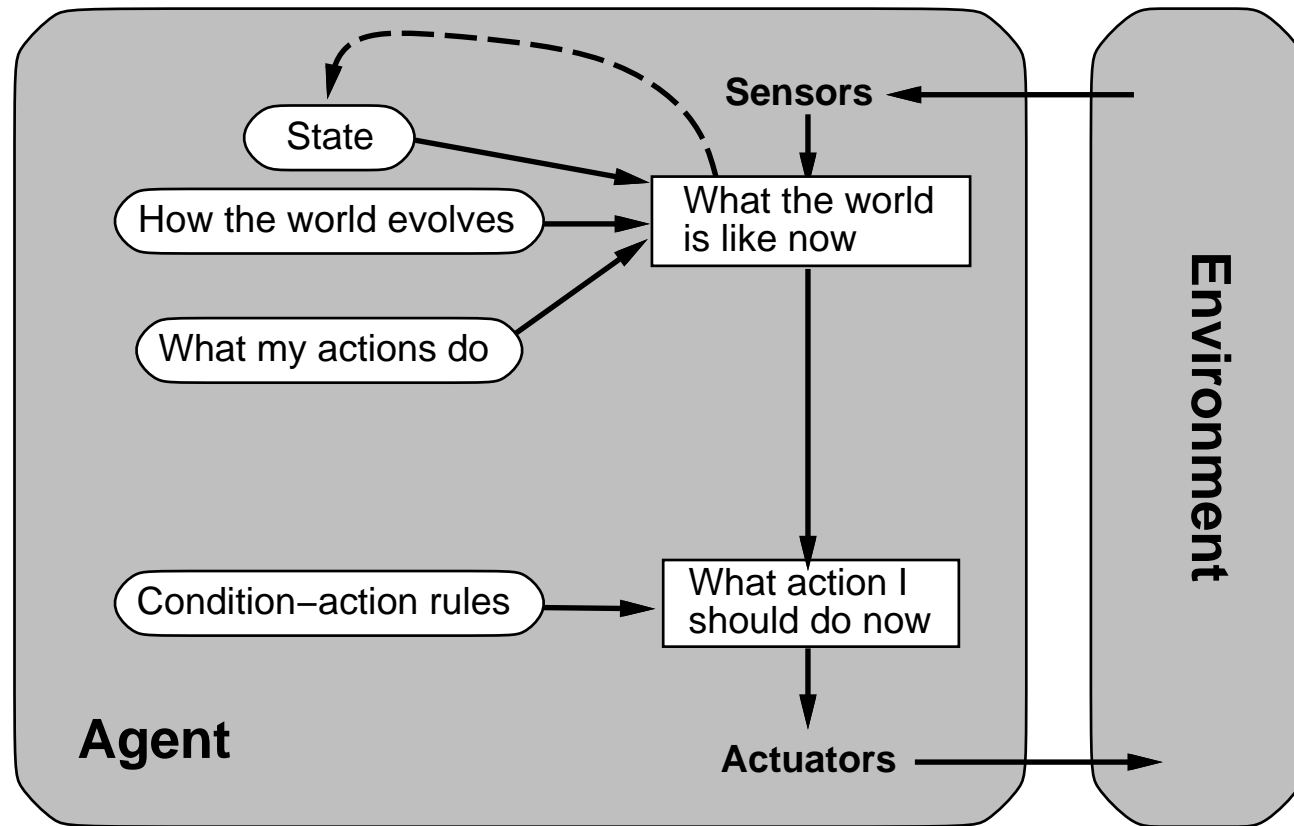 Sensors
State
How the world evolves
What the world
is like now
What my actions do
Environment
Condition−action rules
What action I
should do now
Agent
Actuators